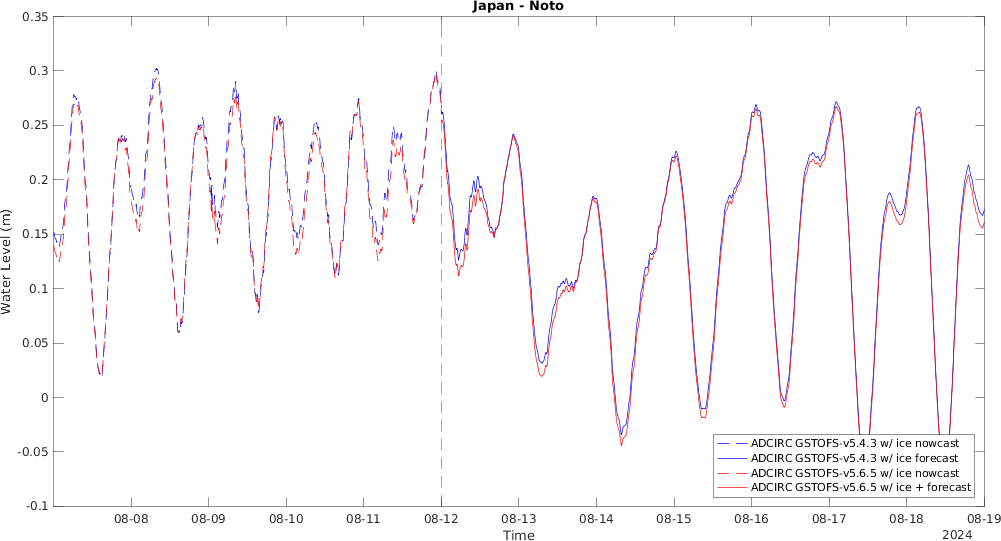 Japan - Noto
0.35
0.3
0.25
0.2
0.15
0.1
0.05
0
-0.05
-0.1
Water Level (m)
ADCIRC GSTOFS-v5.4.3 w/ ice nowcast
ADCIRC GSTOFS-v5.4.3 w/ ice forecast
ADCIRC GSTOFS-v5.6.5 w/ ice nowcast
ADCIRC GSTOFS-v5.6.5 w/ ice + forecast
08-08 08-09 08-10 08-11 08-12 08-13 08-14 08-15 08-16 08-17 08-18 08-19
Time 2024